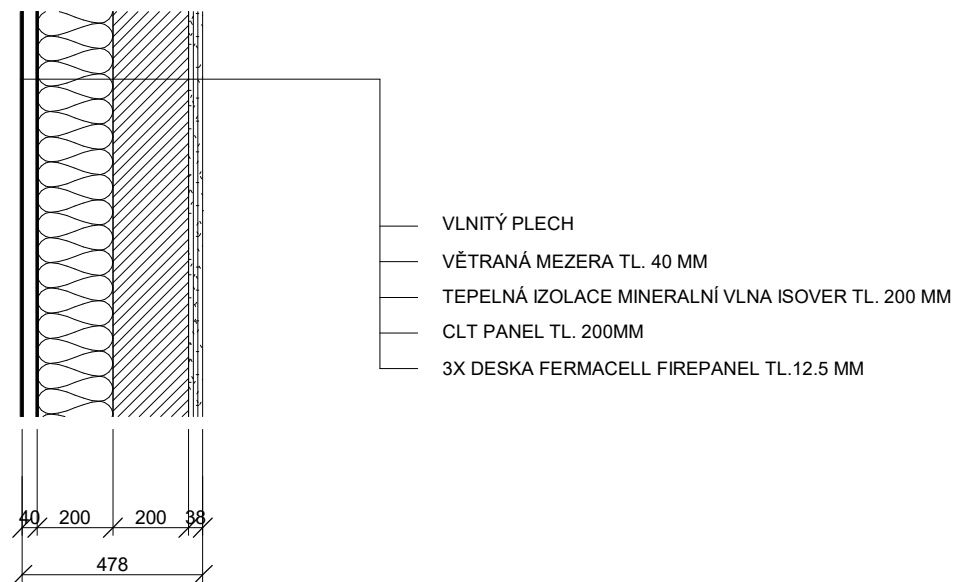 VLNITÝ PLECH
VĚTRANÁ MEZERA TL. 40 MM
TEPELNÁ IZOLACE MINERALNÍ VLNA ISOVER TL. 200 MM
CLT PANEL TL. 200MM
3X DESKA FERMACELL FIREPANEL TL.12.5 MM
40 200 200 38
478